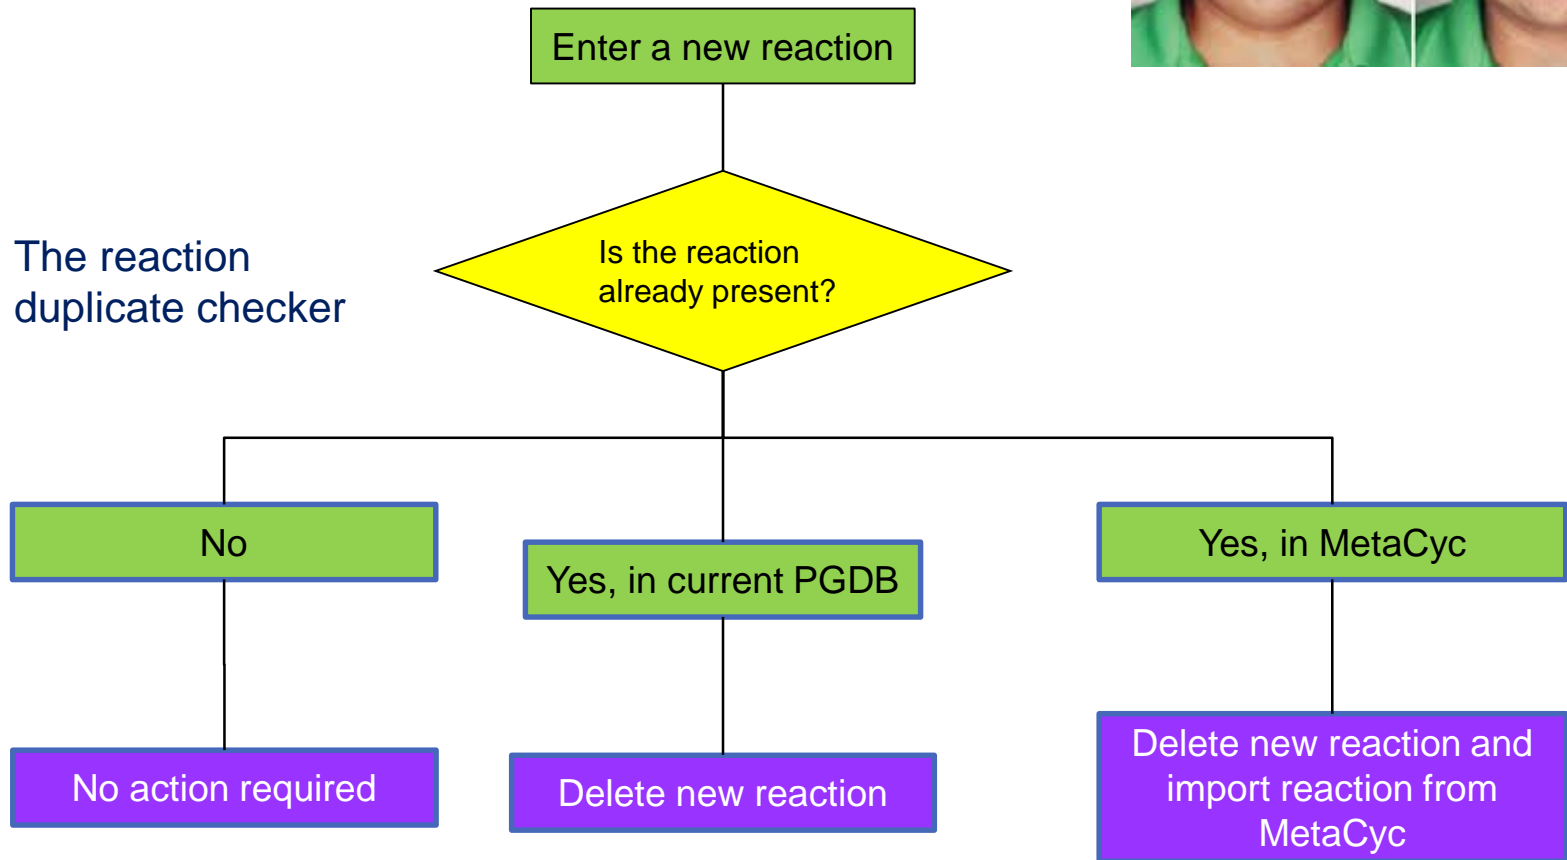 Enter a new reaction
The reaction
duplicate checker
Is the reaction
already present?
No
Yes, in current PGDB
Yes, in MetaCyc
No action required
Delete new reaction
Delete new reaction and
import reaction from
MetaCyc